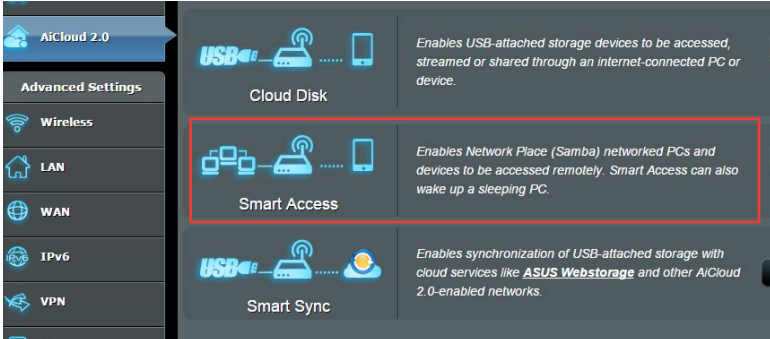 AiCloud 2.0
Advanced Settings
Wireless
LAN
WAN
IPv6
IPv6
VPN
USB
Cloud Disk
Enables USB-attached storage devices to be accessed,
streamed or shared through an internet-connected PC or
device.
Smart Access
Enables Network Place (Samba) networked PCs and
devices to be accessed remotely. Smart Access can also
wake up a sleeping PC.
USB
Smart Sync
Enables synchronization of USB-attached storage with
cloud services like ASUS Webstorage and other AiCloud
2.0-enabled networks.